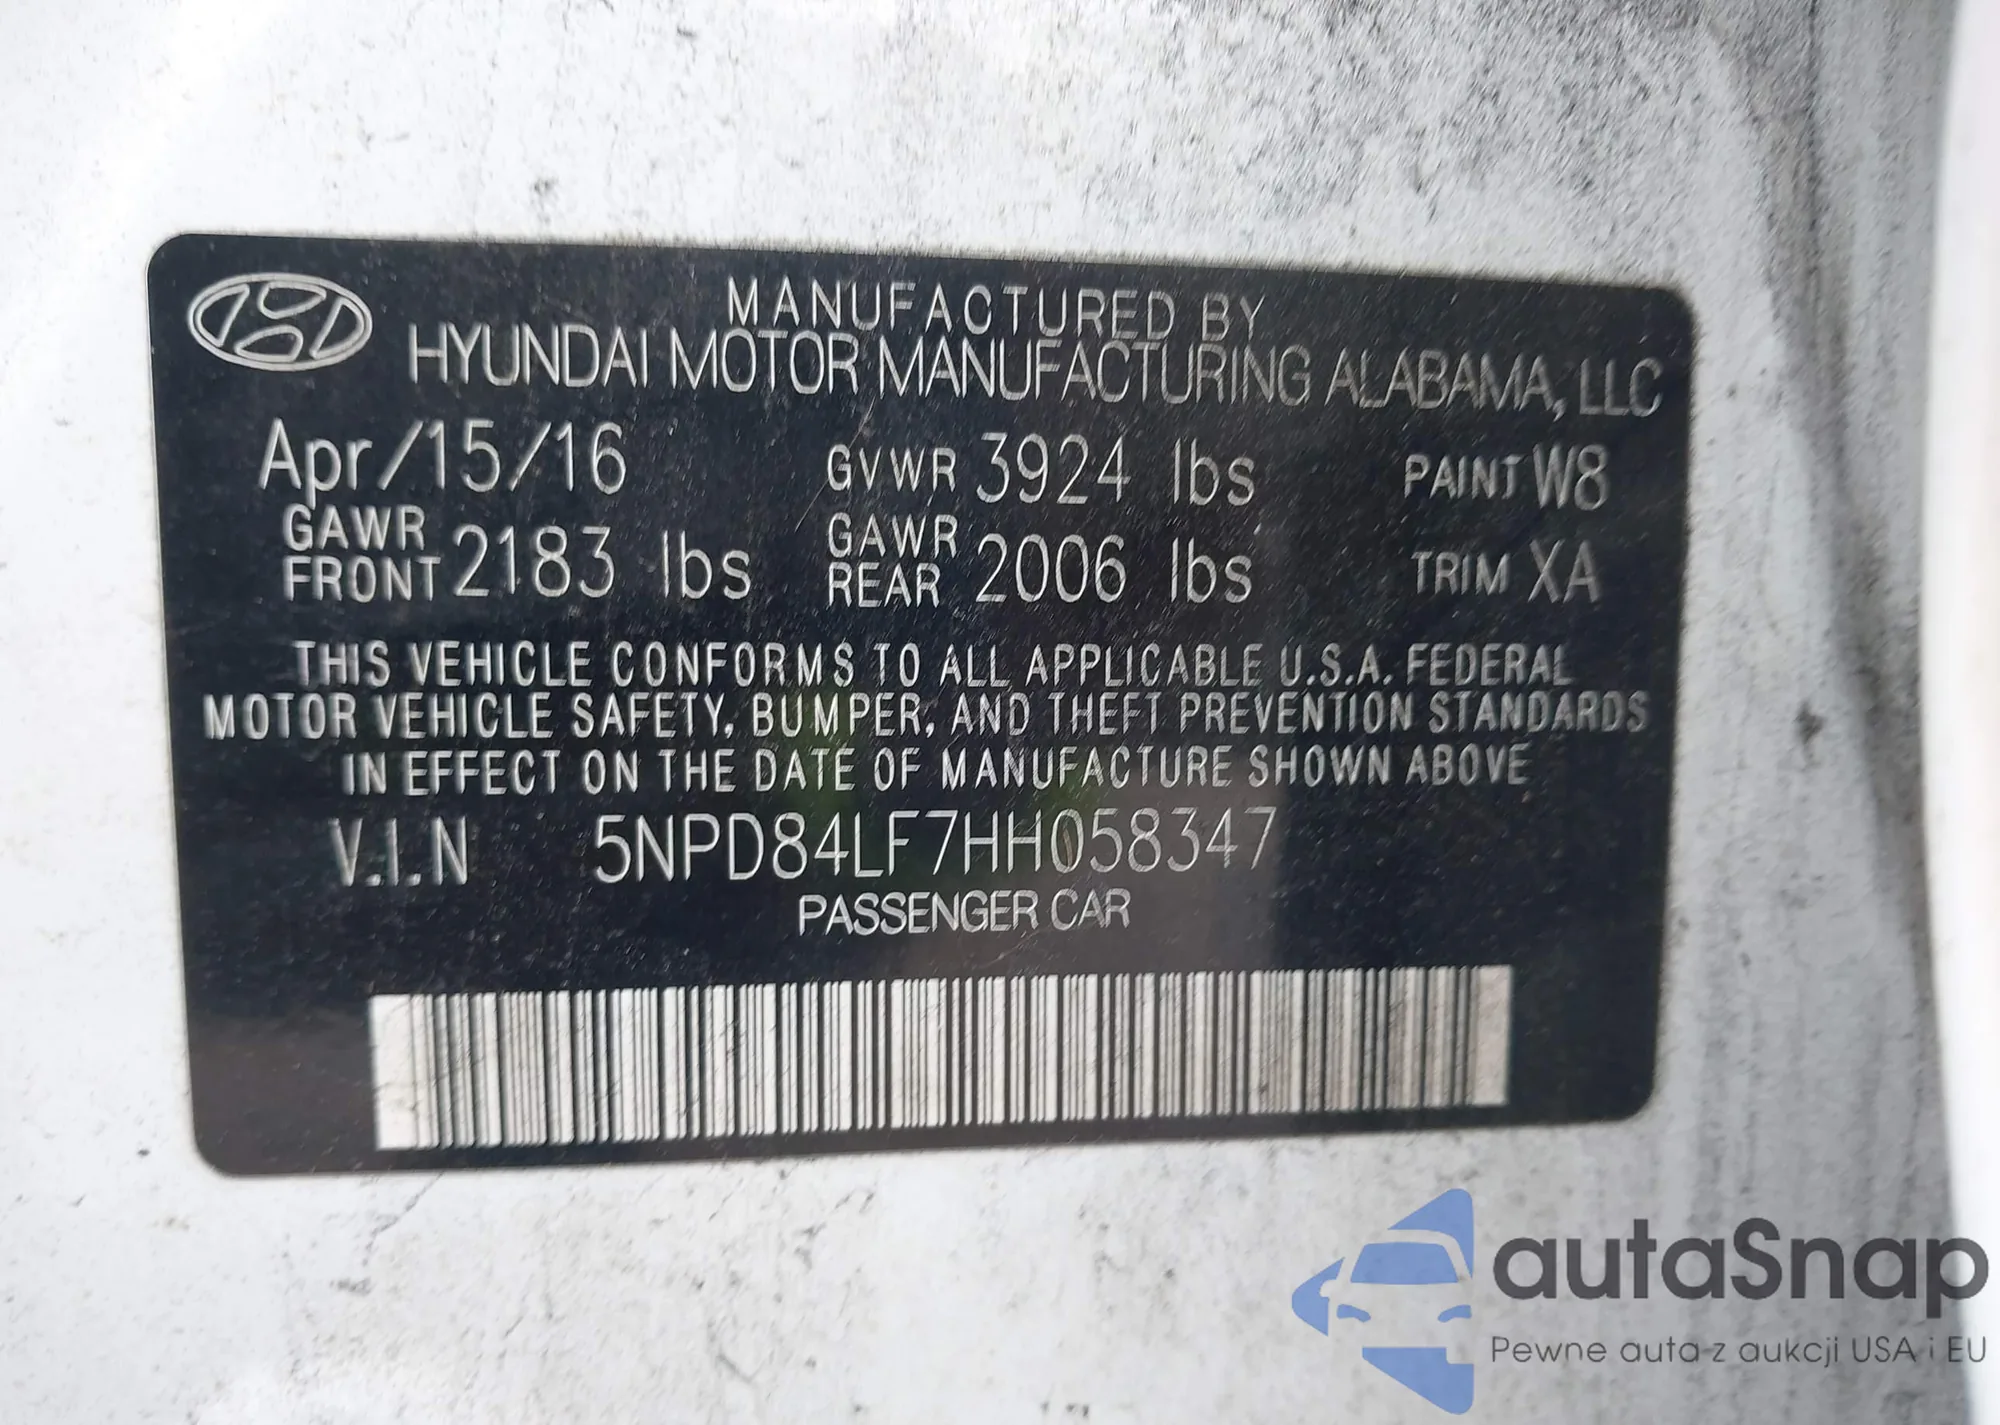 MANUFACTURED BY
HYUNDAI MOTOR MANUFACTURING ALABAMA, LLC
Apr/15/16 GVWR 3924 lbs PAINT W8
GAWR FRONT 2183 lbs GAWR REAR 2006 lbs TRIM XA
THIS VEHICLE CONFORMS TO ALL APPLICABLE U.S.A. FEDERAL
MOTOR VEHICLE SAFETY, BUMPER, AND THEFT PREVENTION STANDARDS
IN EFFECT ON THE DATE OF MANUFACTURE SHOWN ABOVE
V.I.N 5NPD84LF7HH058347
PASSENGER CAR
autaSnap
Pewne auta z aukcji USA i EU